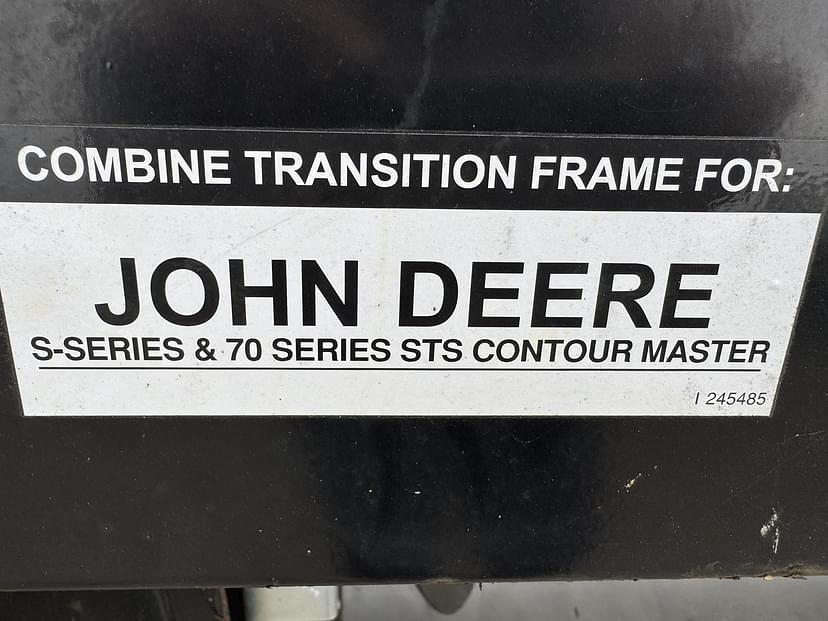 COMBINE TRANSITION FRAME FOR:
JOHN DEERE
S-SERIES & 70 SERIES STS CONTOUR MASTER
I 245485